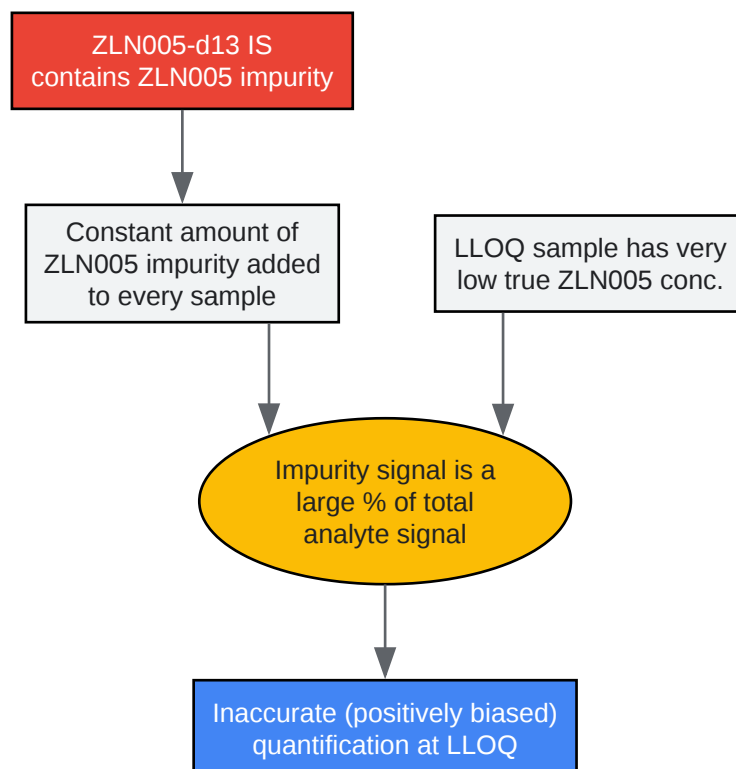 ZLN005-d13 IS
contains ZLN005 impurity
Constant amount of
ZLN005 impurity added
to every sample
LLOQ sample has very
low true ZLN005 conc.
Impurity signal is a
large % of total
analyte signal
Inaccurate (positively biased)
quantification at LLOQ